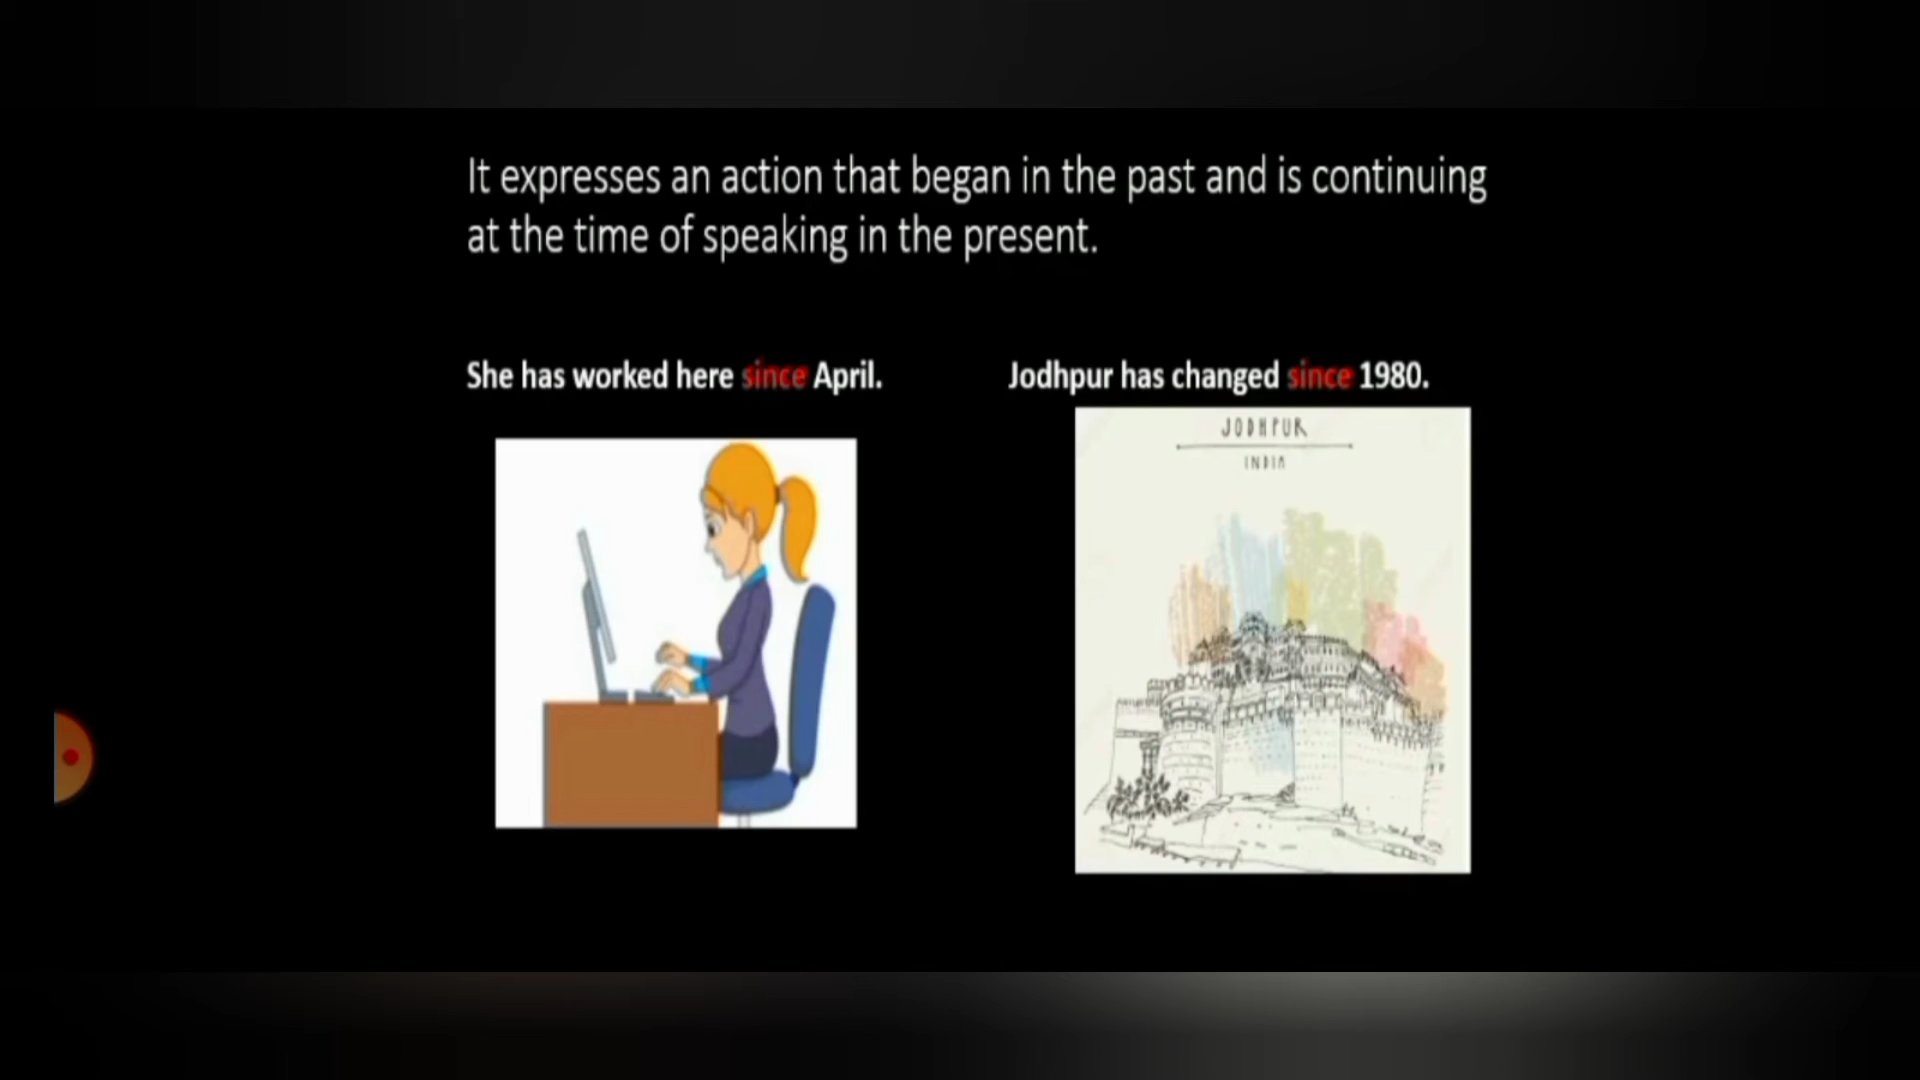 It expresses an action that began in the past and is continuing
at the time of speaking in the present.
She has worked here since April.
Jodhpur has changed since 1980.
JODHPUR
INDIA